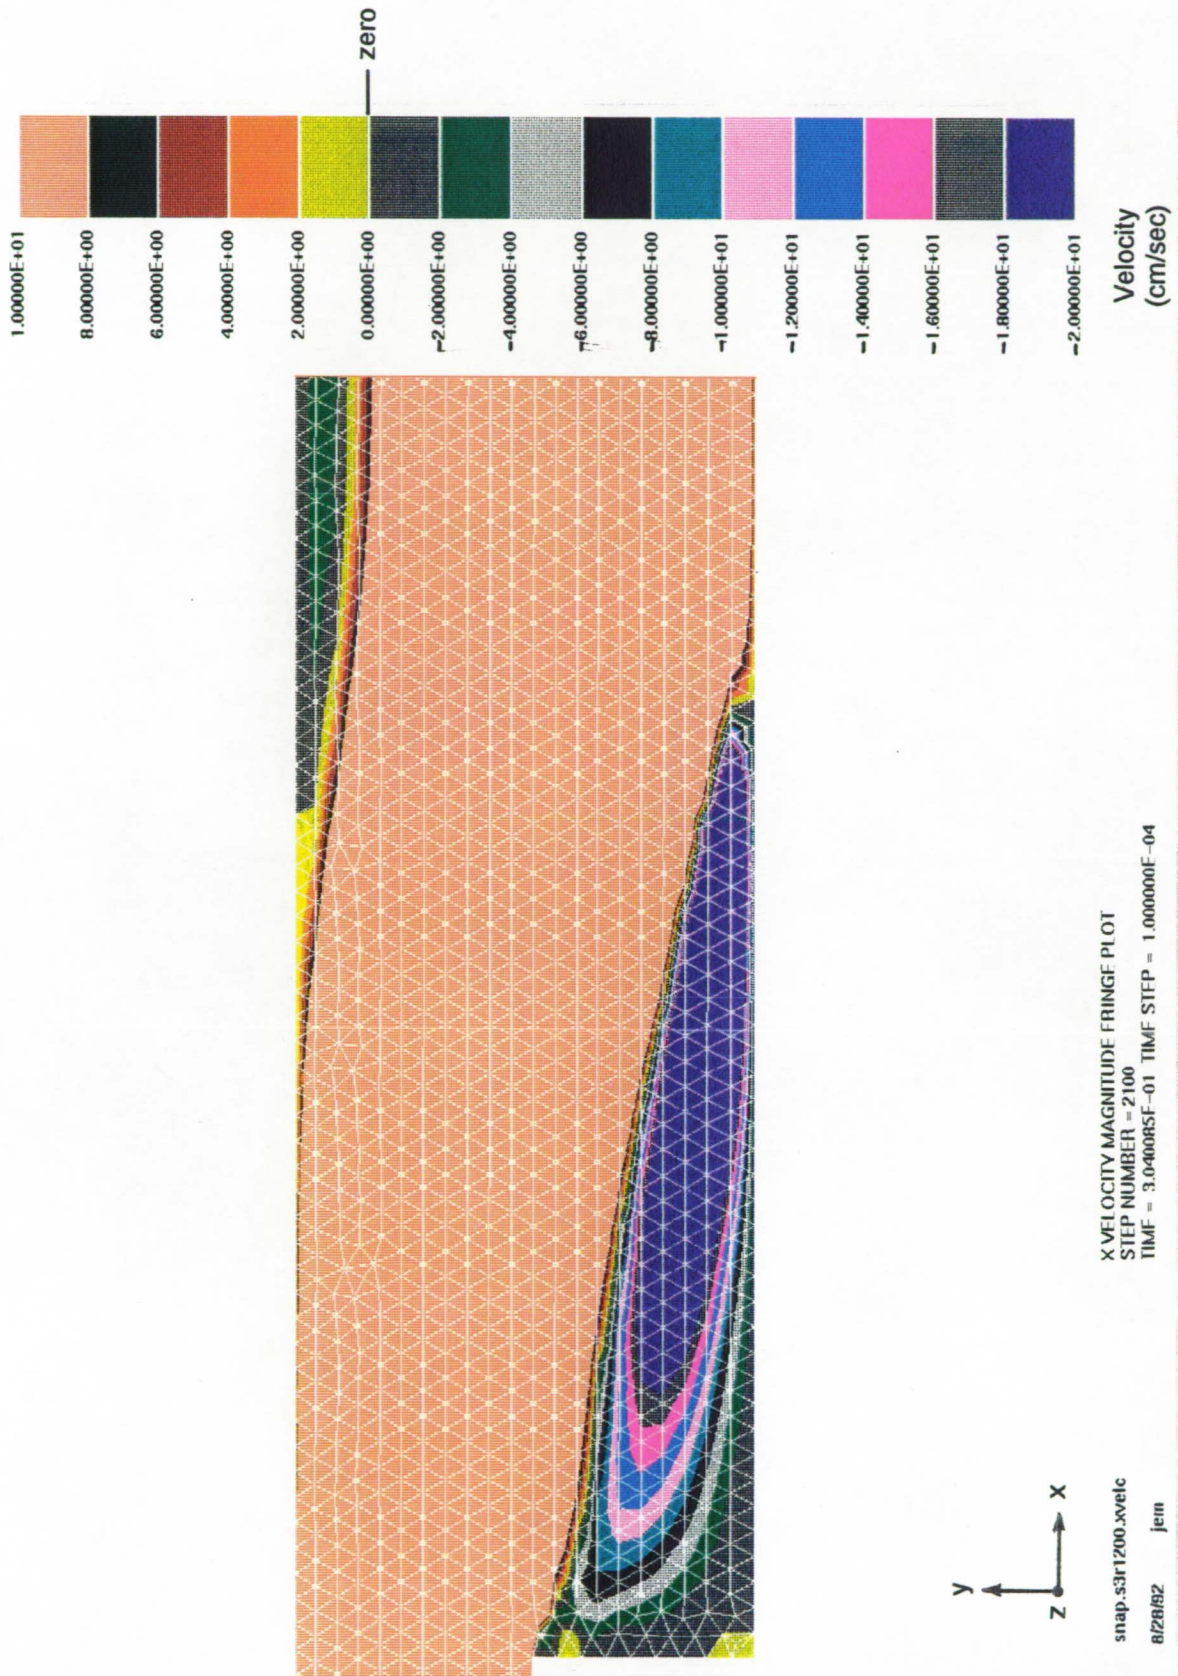 1.00000E+01
8.00000E+00
6.00000E+00
4.00000E+00
2.00000E+00
0.00000E+00
-2.00000E+00
-4.00000E+00
-6.00000E+00
-8.00000E+00
-1.00000E+01
-1.20000E+01
-1.40000E+01
-1.60000E+01
-1.80000E+01
-2.00000E+01
zero
Velocity
(cm/sec)
X VELOCITY MAGNITUDE FRINGE PLOT
STEP NUMBER = 2100
TIME = 3.040085E-01 TIME STEP = 1.000000E-04
y
z
x
snap.s3r1200.xvelc
8/28/92 jem